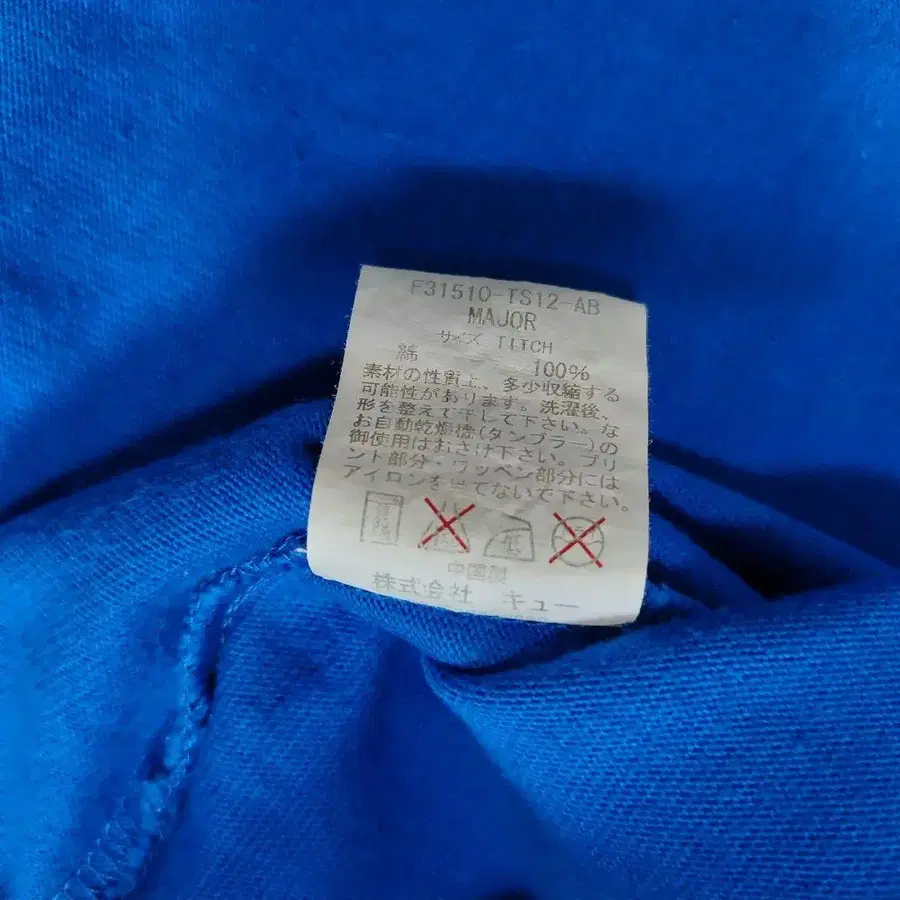 F31510-TS12-AB
MAJOR
サイズ TITCH
綿 100%
素材の性質上、多少収縮する
可能性があります。洗濯後、
形を整えて干して下さい。な
お自動乾燥機(タンブラー)の
御使用はおさけ下さい。プリ
ント部分・ワッペン部分には
アイロンを当てないで下さい。
中国製
株式会社 キュー